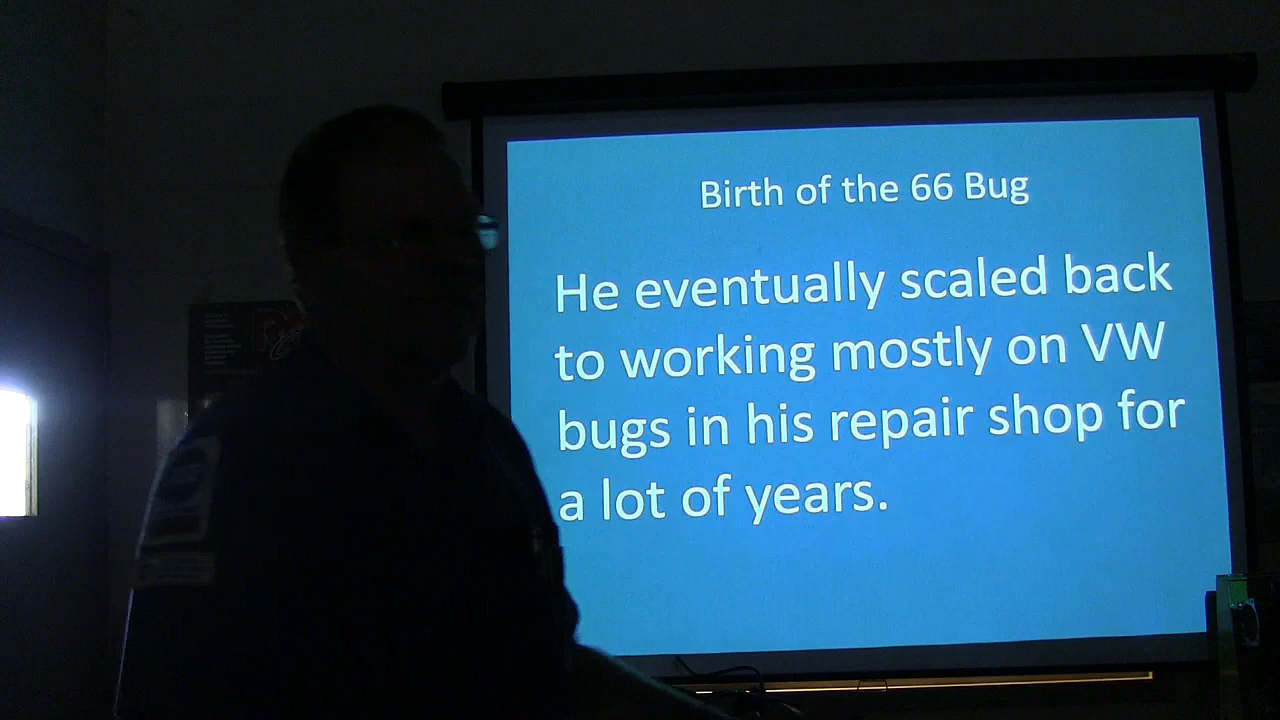 Birth of the 66 Bug
He eventually scaled back
to working mostly on VW
bugs in his repair shop for
a lot of years.